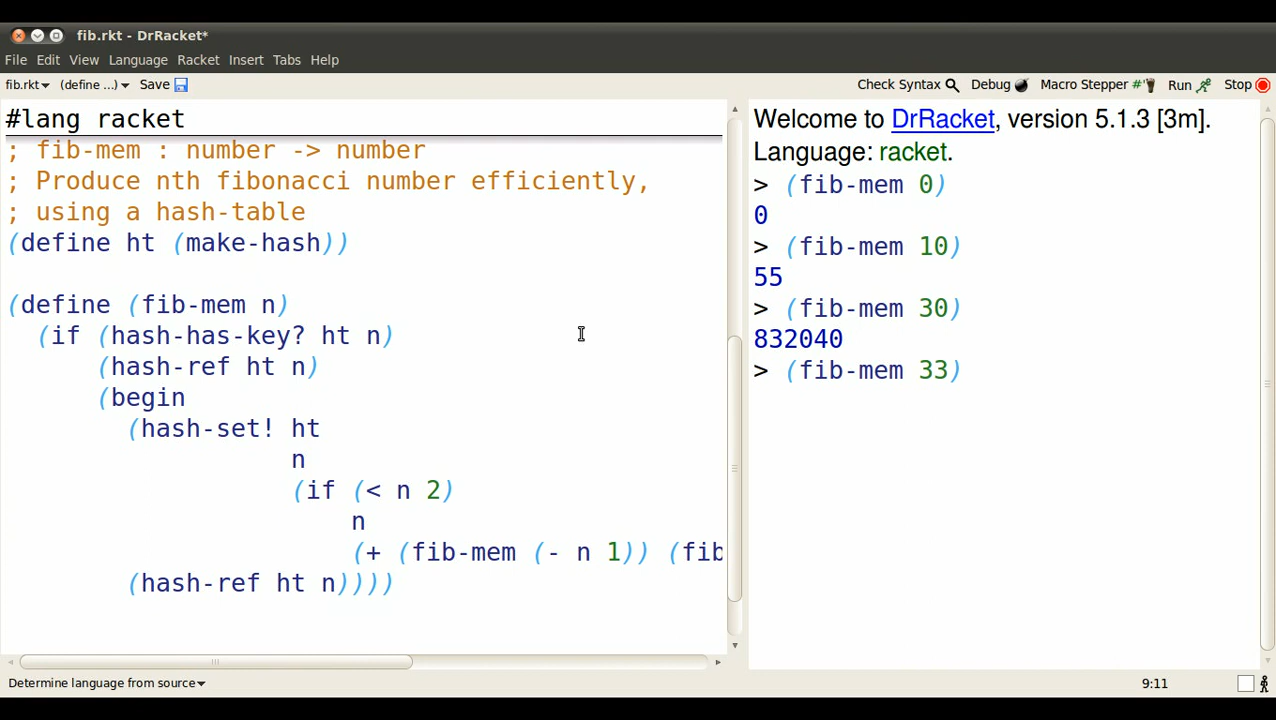 fib.rkt - DrRacket*
File Edit View Language Racket Insert Tabs Help
fib.rkt (define ...) Save Check Syntax Debug Macro Stepper #' Run Stop
#lang racket
; fib-mem : number -> number
; Produce nth fibonacci number efficiently,
; using a hash-table
(define ht (make-hash))
(define (fib-mem n)
(if (hash-has-key? ht n)
(hash-ref ht n)
(begin
(hash-set! ht
n
(if (< n 2)
n
(+ (fib-mem (- n 1)) (fib
(hash-ref ht n))))
Welcome to DrRacket, version 5.1.3 [3m].
Language: racket.
> (fib-mem 0)
0
> (fib-mem 10)
55
> (fib-mem 30)
832040
> (fib-mem 33)
Determine language from source
9:11